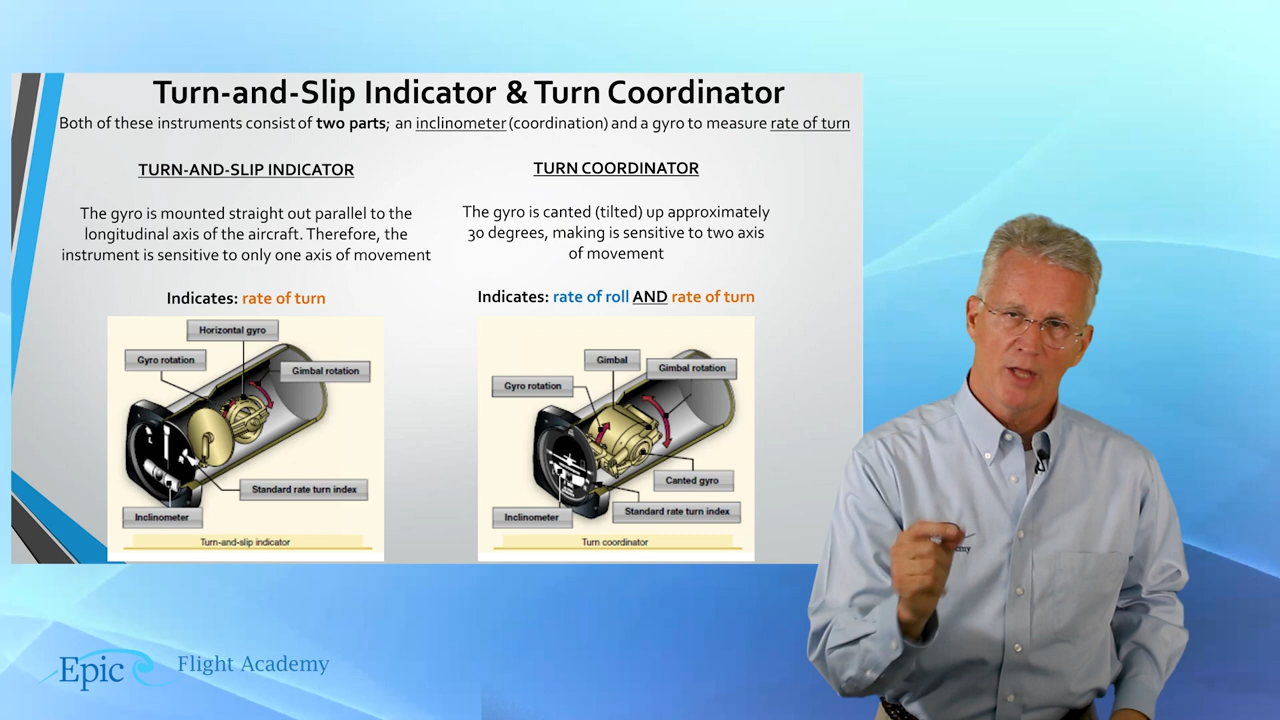 Turn-and-Slip Indicator & Turn Coordinator
Both of these instruments consist of two parts; an inclinometer (coordination) and a gyro to measure rate of turn
TURN-AND-SLIP INDICATOR
The gyro is mounted straight out parallel to the
longitudinal axis of the aircraft. Therefore, the
instrument is sensitive to only one axis of movement
Indicates: rate of turn
Horizontal gyro
Gyro rotation
Gimbal rotation
Standard rate turn index
Inclinometer
Turn-and-slip indicator
TURN COORDINATOR
The gyro is canted (tilted) up approximately
30 degrees, making is sensitive to two axis
of movement
Indicates: rate of roll AND rate of turn
Gimbal
Gimbal rotation
Gyro rotation
Canted gyro
Standard rate turn index
Inclinometer
Turn coordinator
Epic Flight Academy